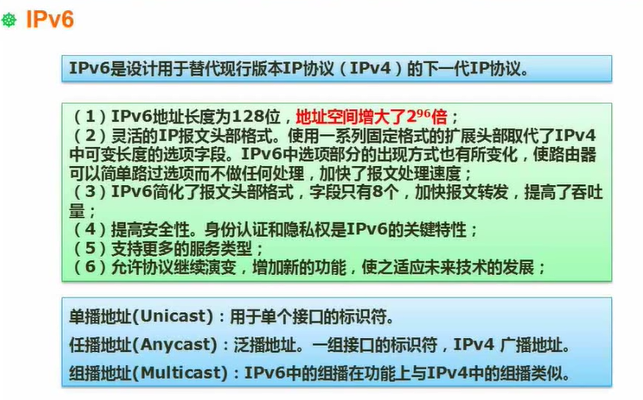 IPv6
IPv6是设计用于替代现行版本IP协议（IPv4）的下一代IP协议。
（1）IPv6地址长度为128位，地址空间增大了2⁹⁶倍；
（2）灵活的IP报文头部格式。使用一系列固定格式的扩展头部取代了IPv4
中可变长度的选项字段。IPv6中选项部分的出现方式也有所变化，使路由器
可以简单路过选项而不做任何处理，加快了报文处理速度；
（3）IPv6简化了报文头部格式，字段只有8个，加快报文转发，提高了吞吐
量；
（4）提高安全性。身份认证和隐私权是IPv6的关键特性；
（5）支持更多的服务类型；
（6）允许协议继续演变，增加新的功能，使之适应未来技术的发展；
单播地址(Unicast)：用于单个接口的标识符。
任播地址(Anycast)：泛播地址。一组接口的标识符，IPv4 广播地址。
组播地址(Multicast)：IPv6中的组播在功能上与IPv4中的组播类似。